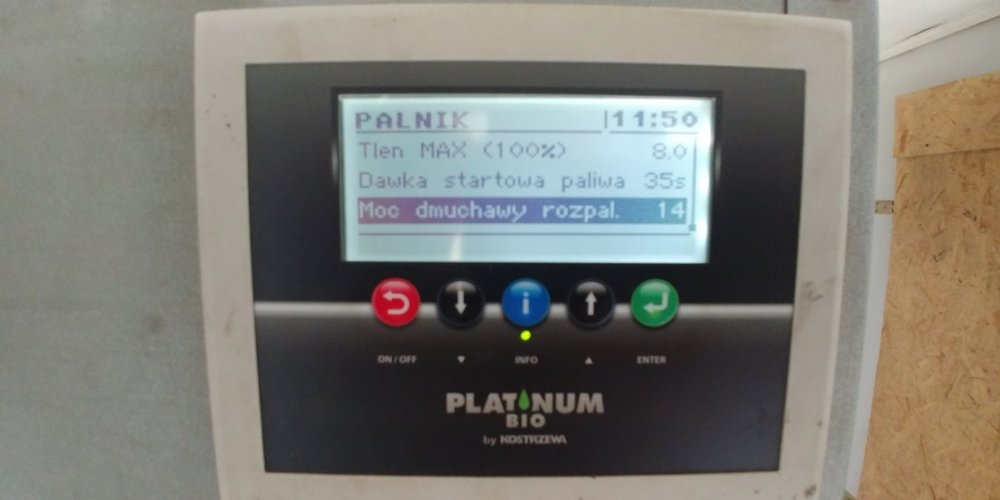 PALNIK 11:50
Tlen MAX (100%) 8.0
Dawka startowa paliwa 35s
Moc dmuchawy rozpal. 14
i
ON / OFF ▼ INFO ▲ ENTER
PLATINUM
BIO
by KOSTRZEWA